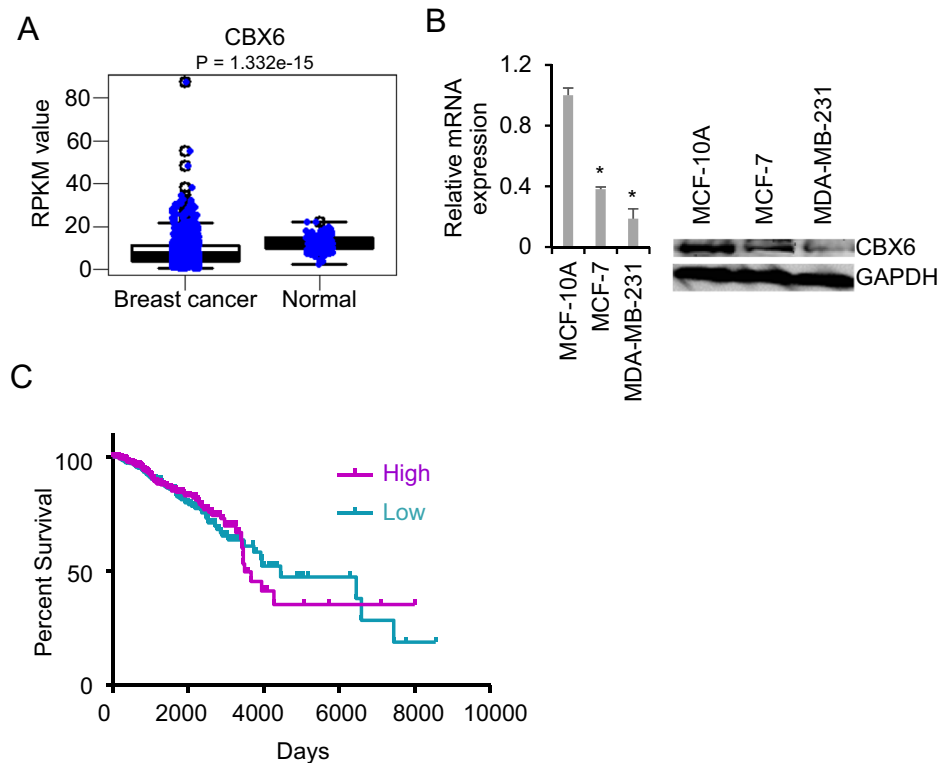 A
CBX6
P = 1.332e-15
RPKM value
80
60
40
20
0
Breast cancer
Normal
B
Relative mRNA
expression
1.2
0.8
0.4
0
*
*
MCF-10A
MCF-7
MDA-MB-231
MCF-10A
MCF-7
MDA-MB-231
CBX6
GAPDH
C
Percent Survival
100
50
0
High
Low
0 2000 4000 6000 8000 10000
Days